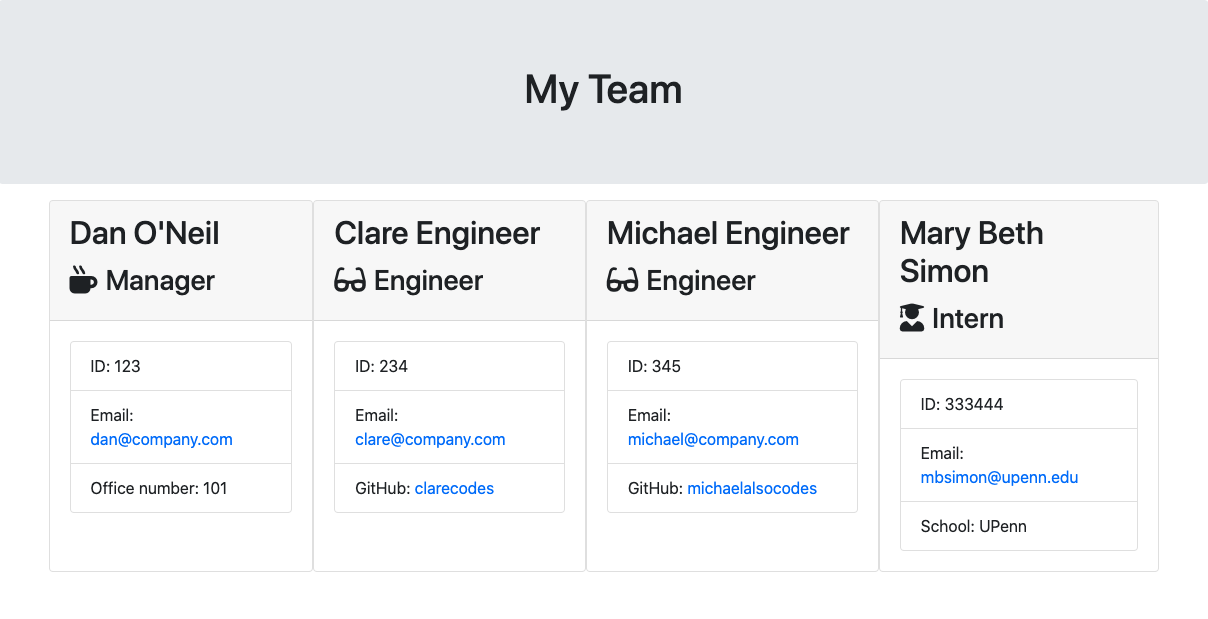 My Team
Dan O'Neil
Manager
ID: 123
Email:
dan@company.com
Office number: 101
Clare Engineer
Engineer
ID: 234
Email:
clare@company.com
GitHub: clarecodes
Michael Engineer
Engineer
ID: 345
Email:
michael@company.com
GitHub: michaelalsocodes
Mary Beth
Simon
Intern
ID: 333444
Email:
mbsimon@upenn.edu
School: UPenn